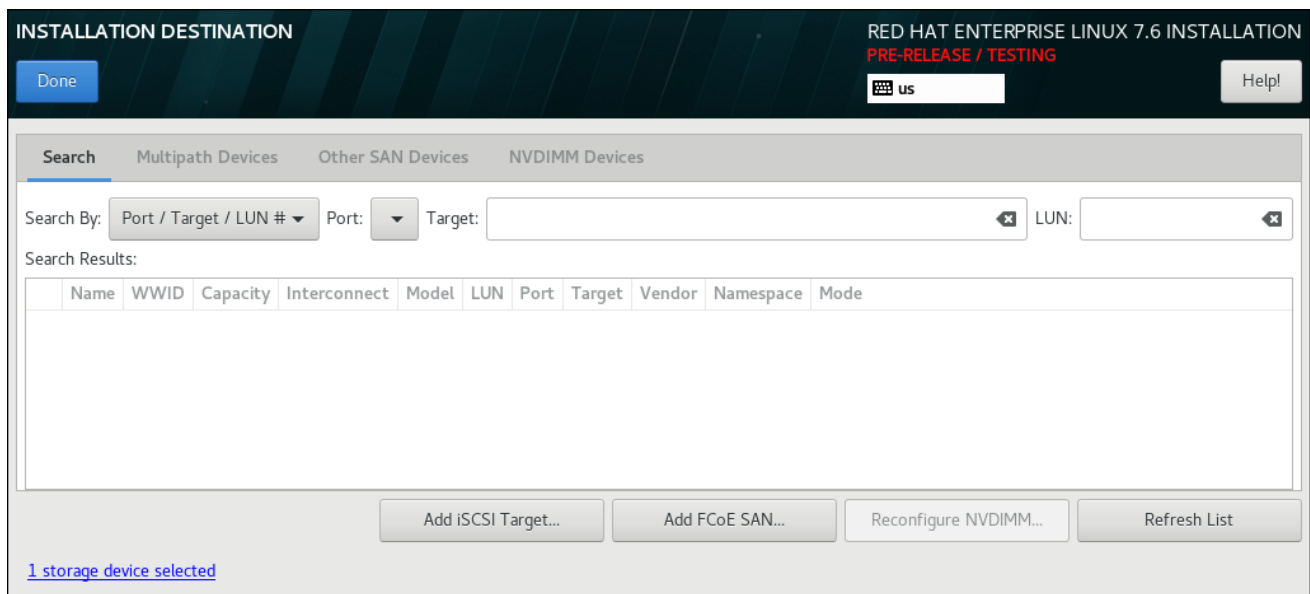 INSTALLATION DESTINATION
RED HAT ENTERPRISE LINUX 7.6 INSTALLATION
PRE-RELEASE / TESTING
Done
us
Help!
Search Multipath Devices Other SAN Devices NVDIMM Devices
Search By: Port / Target / LUN # Port: Target: LUN:
Search Results:
Name WWID Capacity Interconnect Model LUN Port Target Vendor Namespace Mode
Add iSCSI Target... Add FCoE SAN... Reconfigure NVDIMM... Refresh List
1 storage device selected